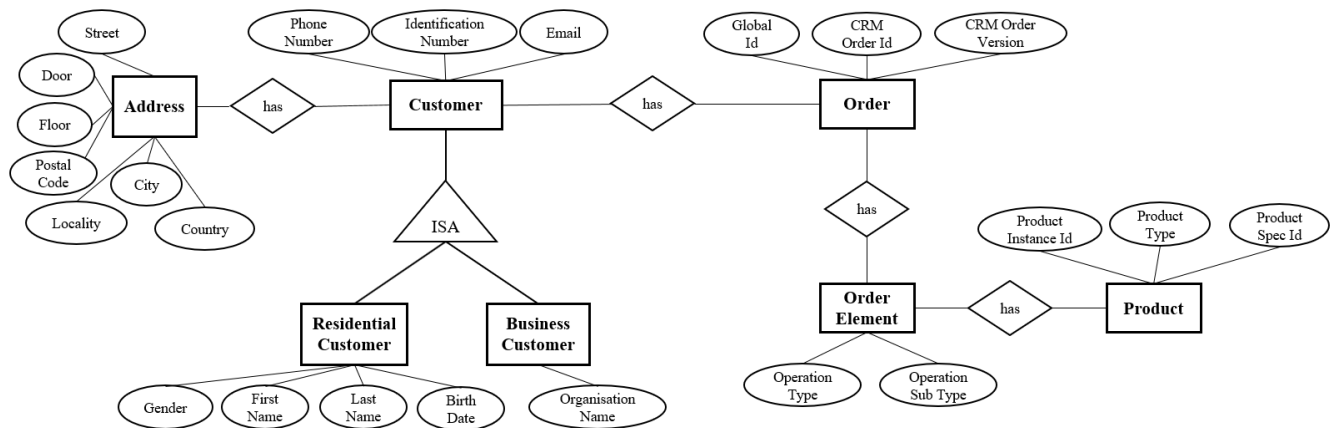 Street
Phone
Number
Identification
Number
Email
Global
Id
CRM
Order Id
CRM Order
Version
Door
Address
has
Customer
has
Order
Floor
Postal
Code
City
Locality
Country
ISA
has
Product
Instance Id
Product
Type
Product
Spec Id
Residential
Customer
Business
Customer
Order
Element
has
Product
Gender
First
Name
Last
Name
Birth
Date
Organisation
Name
Operation
Type
Operation
Sub Type